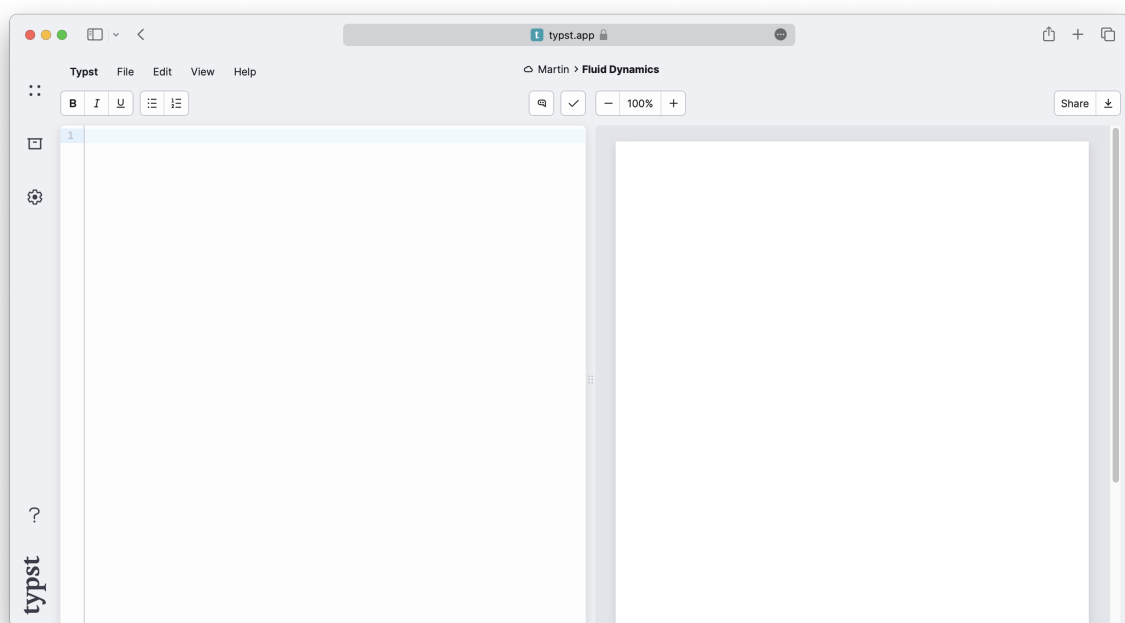 t typst.app
Typst File Edit View Help
Martin > Fluid Dynamics
B I U
100%
Share
1
?
typst